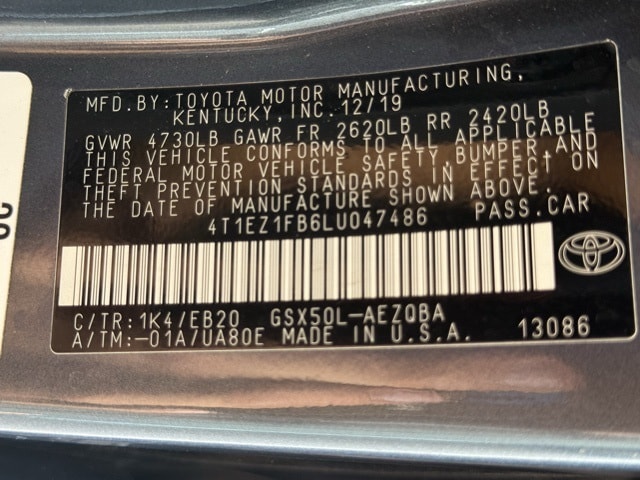 MFD.BY:TOYOTA MOTOR MANUFACTURING,
KENTUCKY,INC.12/19
GVWR 4730LB GAWR FR 2620LB RR 2420LB
THIS VEHICLE CONFORMS TO ALL APPLICABLE
FEDERAL MOTOR VEHICLE SAFETY,BUMPER,AND
THEFT PREVENTION STANDARDS IN EFFECT ON
THE DATE OF MANUFACTURE SHOWN ABOVE.
4T1EZ1FB6LU047486 PASS.CAR
C/TR:1K4/EB20 GSX50L-AEZQBA
A/TM:-01A/UA80E MADE IN U.S.A. 13086